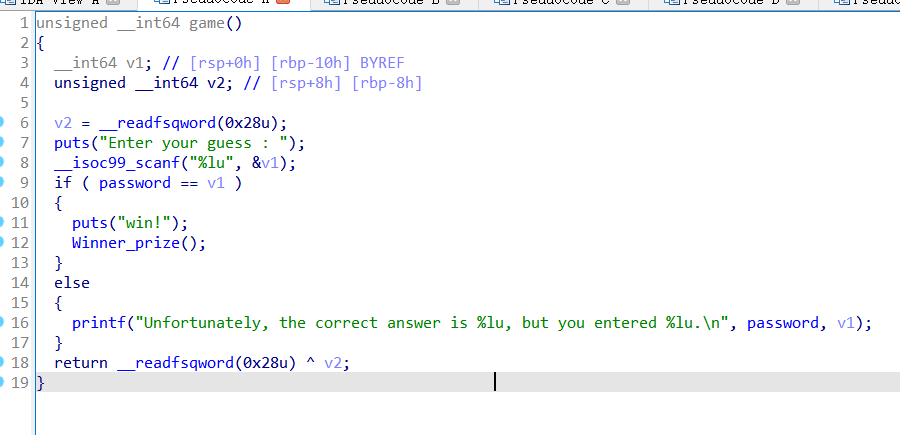 IDA View-A Pseudocode-A Pseudocode-B Pseudocode-C Pseudocode-D
1 unsigned __int64 game()
2 {
3 __int64 v1; // [rsp+0h] [rbp-10h] BYREF
4 unsigned __int64 v2; // [rsp+8h] [rbp-8h]
5
6 v2 = __readfsqword(0x28u);
7 puts("Enter your guess : ");
8 __isoc99_scanf("%lu", &v1);
9 if ( password == v1 )
10 {
11 puts("win!");
12 Winner_prize();
13 }
14 else
15 {
16 printf("Unfortunately, the correct answer is %lu, but you entered %lu.\n", password, v1);
17 }
18 return __readfsqword(0x28u) ^ v2;
19 }